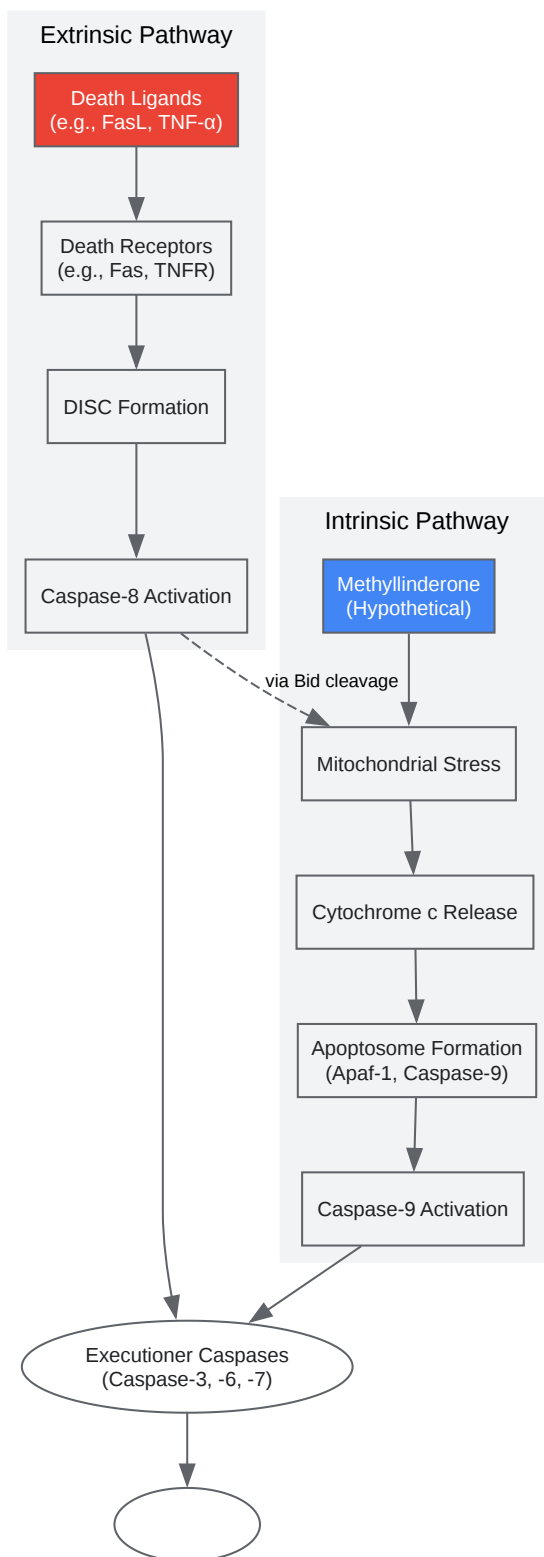 Extrinsic Pathway
Death Ligands
(e.g., FasL, TNF-α)
Death Receptors
(e.g., Fas, TNFR)
DISC Formation
Caspase-8 Activation
Intrinsic Pathway
Methyllinderone
(Hypothetical)
via Bid cleavage
Mitochondrial Stress
Cytochrome c Release
Apoptosome Formation
(Apaf-1, Caspase-9)
Caspase-9 Activation
Executioner Caspases
(Caspase-3, -6, -7)